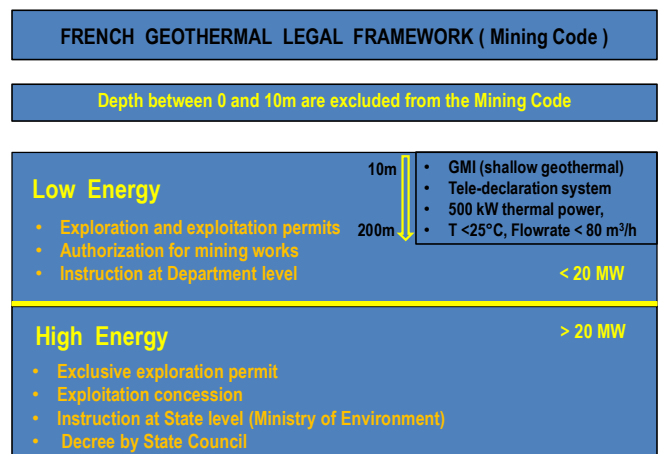 FRENCH GEOTHERMAL LEGAL FRAMEWORK ( Mining Code )
Depth between 0 and 10m are excluded from the Mining Code
Low Energy
• Exploration and exploitation permits
• Authorization for mining works
• Instruction at Department level
10m
200m
• GMI (shallow geothermal)
• Tele-declaration system
• 500 kW thermal power,
• T <25°C, Flowrate < 80 m³/h
< 20 MW
High Energy
> 20 MW
• Exclusive exploration permit
• Exploitation concession
• Instruction at State level (Ministry of Environment)
• Decree by State Council